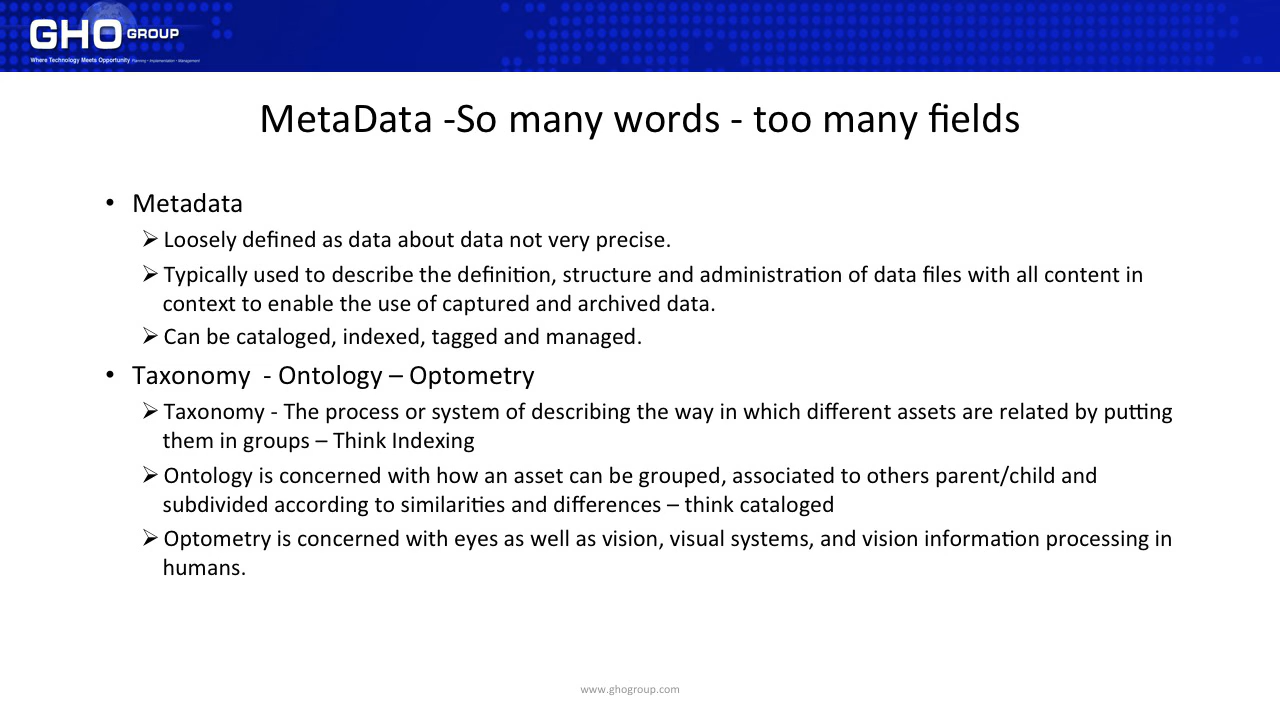 GHO GROUP
Where Technology Meets Opportunity Planning • Implementation • Management
MetaData -So many words - too many fields
• Metadata
➢ Loosely defined as data about data not very precise.
➢ Typically used to describe the definition, structure and administration of data files with all content in
context to enable the use of captured and archived data.
➢ Can be cataloged, indexed, tagged and managed.
• Taxonomy - Ontology – Optometry
➢ Taxonomy - The process or system of describing the way in which different assets are related by putting
them in groups – Think Indexing
➢ Ontology is concerned with how an asset can be grouped, associated to others parent/child and
subdivided according to similarities and differences – think cataloged
➢ Optometry is concerned with eyes as well as vision, visual systems, and vision information processing in
humans.
www.ghogroup.com